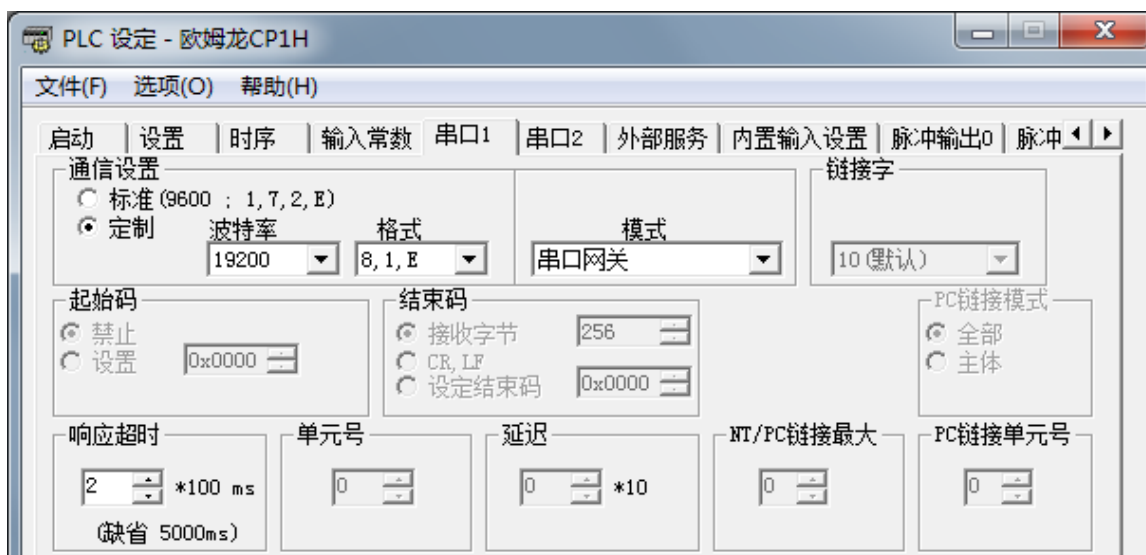 PLC 设定 - 欧姆龙CP1H
文件(F) 选项(O) 帮助(H)
启动 设置 时序 输入常数 串口1 串口2 外部服务 内置输入设置 脉冲输出0 脉冲
通信设置 链接字
标准(9600 ; 1,7,2,E)
定制 波特率 格式 模式
19200 8,1,E 串口网关 10(默认)
起始码 结束码 PC链接模式
禁止 接收字节 256 全部
设置 0x0000 CR,LF 主体
设定结束码 0x0000
响应超时 单元号 延迟 NT/PC链接最大 PC链接单元号
2 *100 ms 0 0 *10 0 0
(缺省 5000ms)